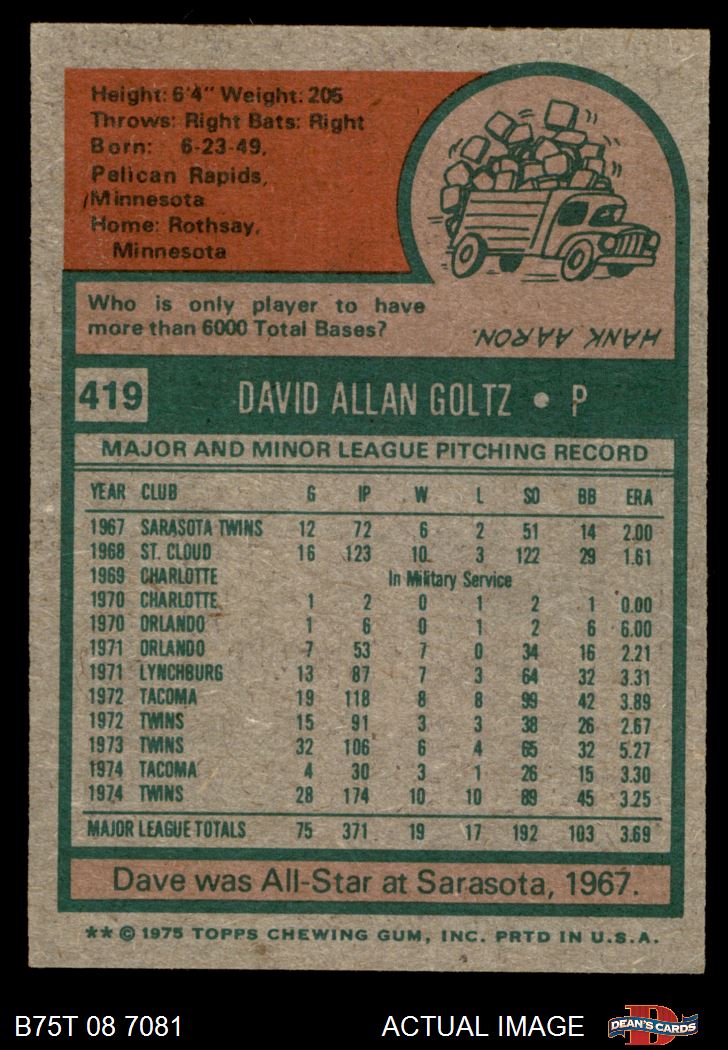 Height: 6'4" Weight: 205
Throws: Right Bats: Right
Born: 6-23-49,
Pelican Rapids,
Minnesota
Home: Rothsay,
Minnesota
Who is only player to have
more than 6000 Total Bases?
HANK AARON.
419 DAVID ALLAN GOLTZ • P
MAJOR AND MINOR LEAGUE PITCHING RECORD
YEAR CLUB G IP W L SO BB ERA
1967 SARASOTA TWINS 12 72 6 2 51 14 2.00
1968 ST. CLOUD 16 123 10 3 122 29 1.61
1969 CHARLOTTE In Military Service
1970 CHARLOTTE 1 2 0 1 2 1 0.00
1970 ORLANDO 1 6 0 1 2 6 6.00
1971 ORLANDO 7 53 7 0 34 16 2.21
1971 LYNCHBURG 13 87 7 3 64 32 3.31
1972 TACOMA 19 118 8 8 99 42 3.89
1972 TWINS 15 91 3 3 38 26 2.67
1973 TWINS 32 106 6 4 65 32 5.27
1974 TACOMA 4 30 3 1 26 15 3.30
1974 TWINS 28 174 10 10 89 45 3.25
MAJOR LEAGUE TOTALS 75 371 19 17 192 103 3.69
Dave was All-Star at Sarasota, 1967.
** © 1975 TOPPS CHEWING GUM, INC. PRTD IN U.S.A.
B75T 08 7081 ACTUAL IMAGE DEAN'S CARDS